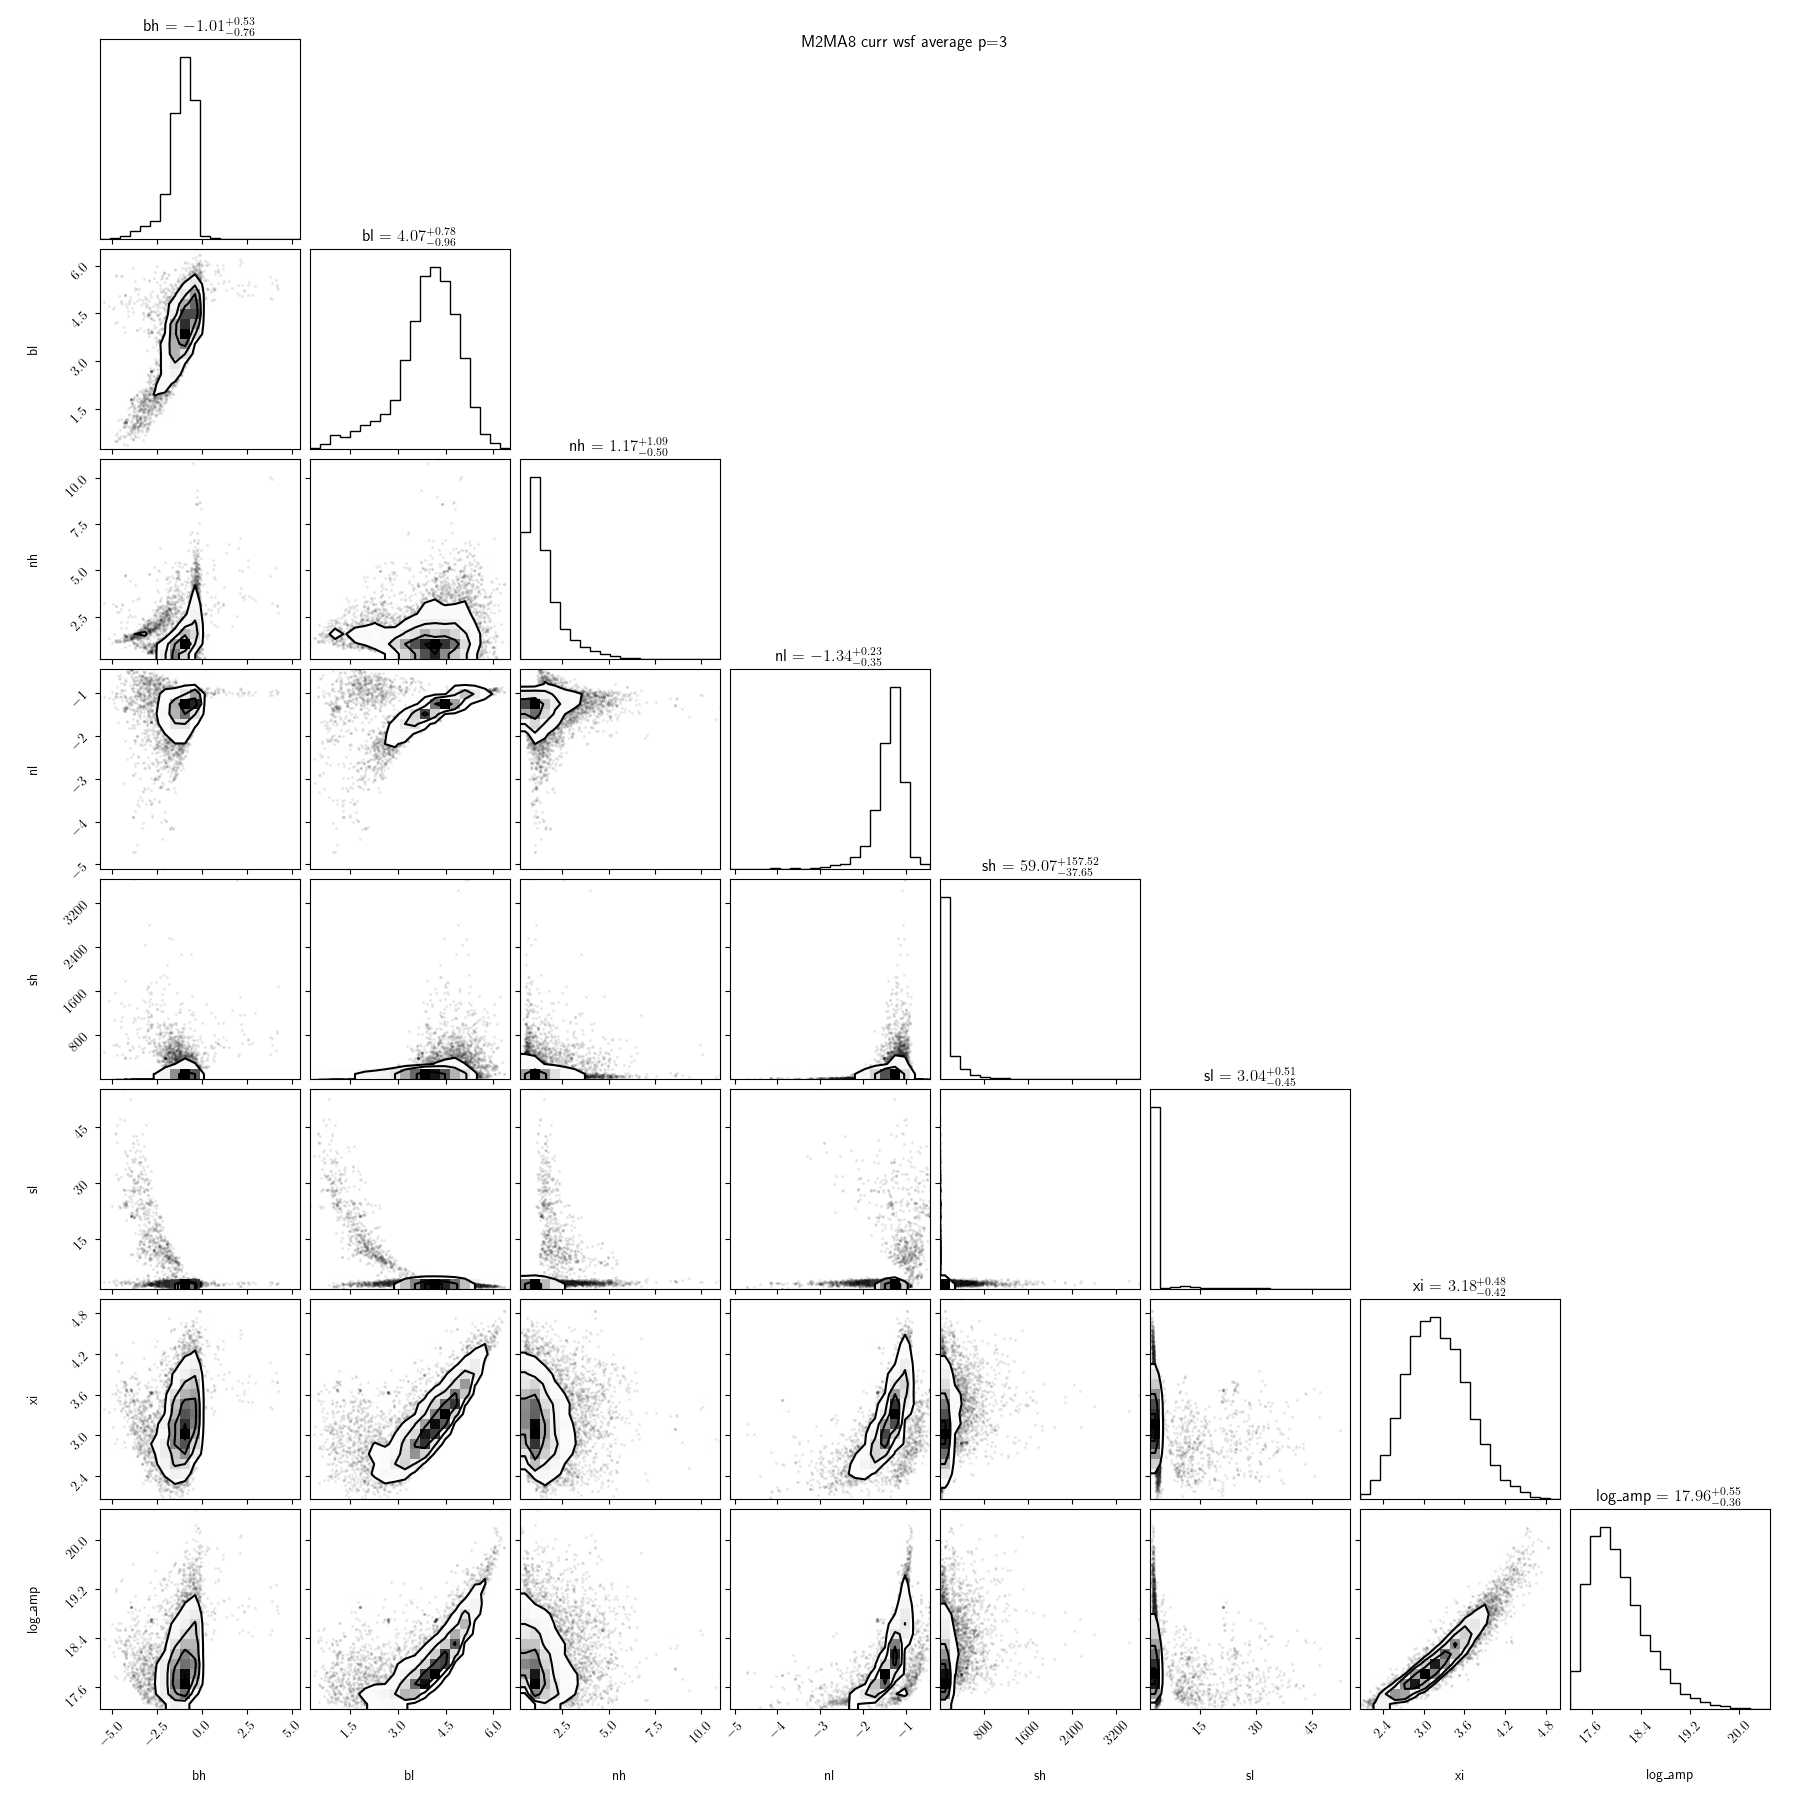 bh = −1.01+0.53 −0.76
M2MA8 curr wsf average p=3
bl = 4.07+0.78 −0.96
6.0
4.5
3.0
1.5
bl
nh = 1.17+1.09 −0.50
10.0
7.5
5.0
2.5
nh
nl = −1.34+0.23 −0.35
−1
−2
−3
−4
−5
nl
sh = 59.07+157.52 −37.65
3200
2400
1600
800
sh
sl = 3.04+0.51 −0.45
45
30
15
sl
xi = 3.18+0.48 −0.42
4.8
4.2
3.6
3.0
2.4
xi
log_amp = 17.96+0.55 −0.36
20.0
19.2
18.4
17.6
log_amp
−5.0 −2.5 0.0 2.5 5.0 1.5 3.0 4.5 6.0 2.5 5.0 7.5 10.0 −5 −4 −3 −2 −1 800 1600 2400 3200 15 30 45 2.4 3.0 3.6 4.2 4.8 17.6 18.4 19.2 20.0
bh bl nh nl sh sl xi log_amp